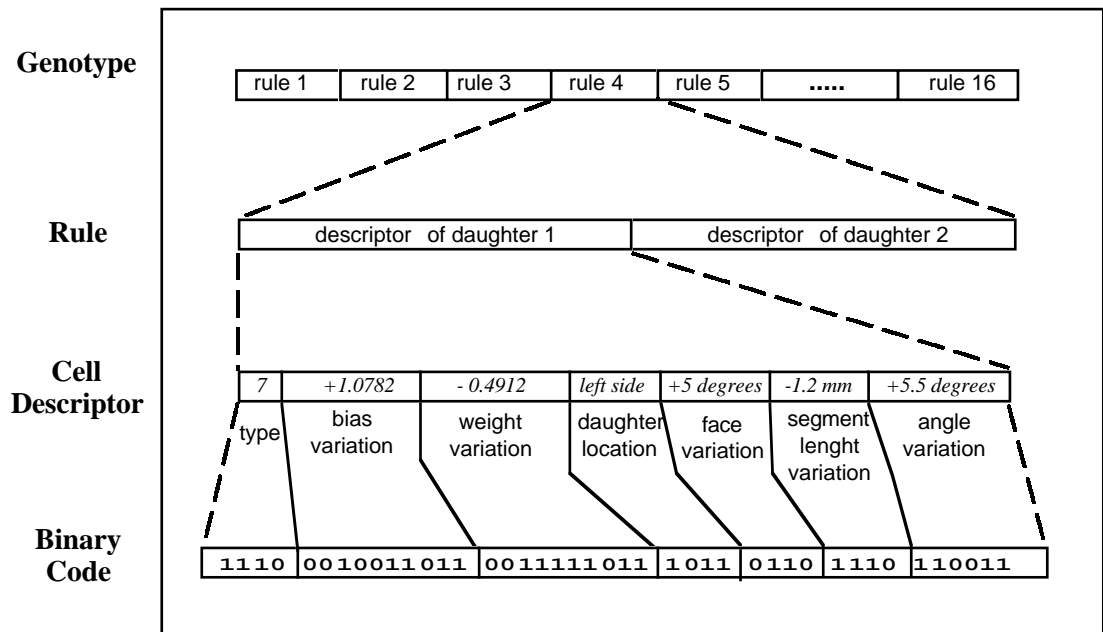 Genotype
rule 1 rule 2 rule 3 rule 4 rule 5 ..... rule 16
Rule
descriptor of daughter 1 descriptor of daughter 2
Cell
Descriptor
7 +1.0782 - 0.4912 left side +5 degrees -1.2 mm +5.5 degrees
type
bias
variation
weight
variation
daughter
location
face
variation
segment
lenght
variation
angle
variation
Binary
Code
1110 0010011011 0011111011 1011 0110 1110 110011